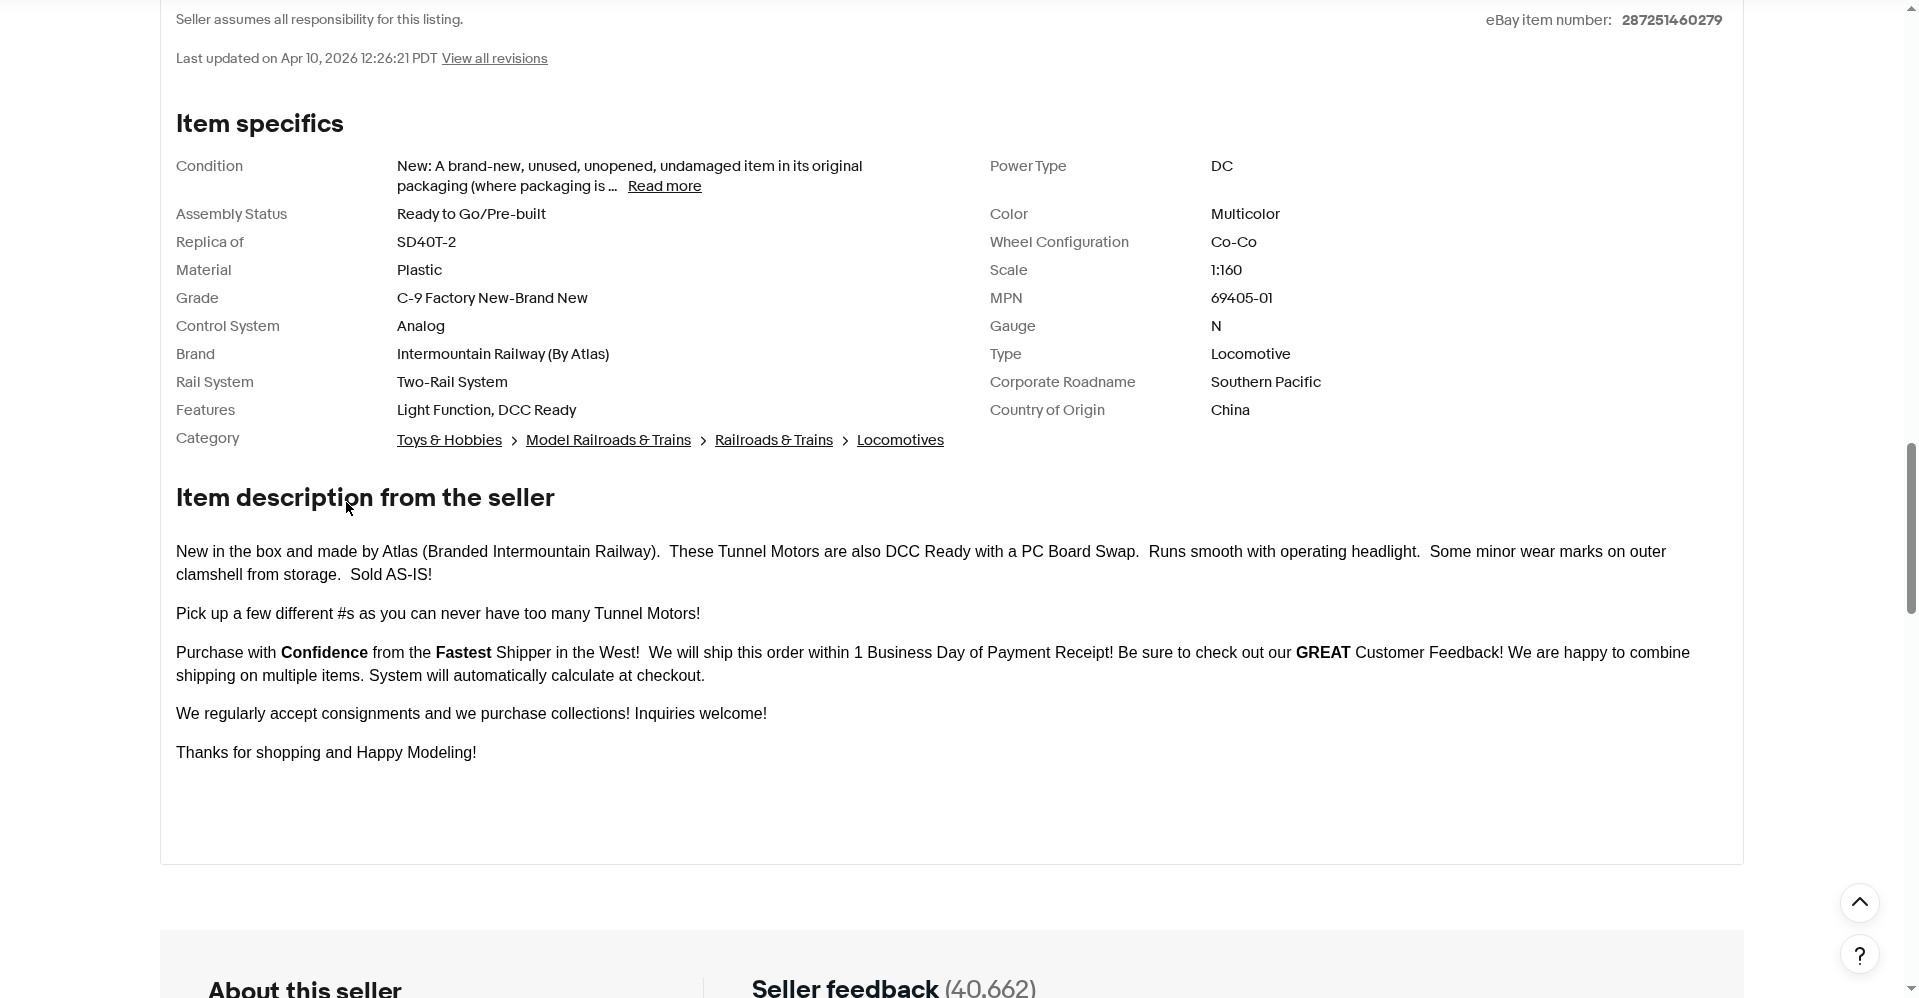 Seller assumes all responsibility for this listing.
eBay item number: 287251460279
Last updated on Apr 10, 2026 12:26:21 PDT View all revisions
Item specifics
Condition
New: A brand-new, unused, unopened, undamaged item in its original
packaging (where packaging is ... Read more
Power Type
DC
Assembly Status
Ready to Go/Pre-built
Color
Multicolor
Replica of
SD40T-2
Wheel Configuration
Co-Co
Material
Plastic
Scale
1:160
Grade
C-9 Factory New-Brand New
MPN
69405-01
Control System
Analog
Gauge
N
Brand
Intermountain Railway (By Atlas)
Type
Locomotive
Rail System
Two-Rail System
Corporate Roadname
Southern Pacific
Features
Light Function, DCC Ready
Country of Origin
China
Category
Toys & Hobbies > Model Railroads & Trains > Railroads & Trains > Locomotives
Item description from the seller
New in the box and made by Atlas (Branded Intermountain Railway).  These Tunnel Motors are also DCC Ready with a PC Board Swap.  Runs smooth with operating headlight.  Some minor wear marks on outer
clamshell from storage.  Sold AS-IS!
Pick up a few different #s as you can never have too many Tunnel Motors!
Purchase with Confidence from the Fastest Shipper in the West!  We will ship this order within 1 Business Day of Payment Receipt! Be sure to check out our GREAT Customer Feedback! We are happy to combine
shipping on multiple items. System will automatically calculate at checkout.
We regularly accept consignments and we purchase collections! Inquiries welcome!
Thanks for shopping and Happy Modeling!
?
About this seller
Seller feedback (40,662)